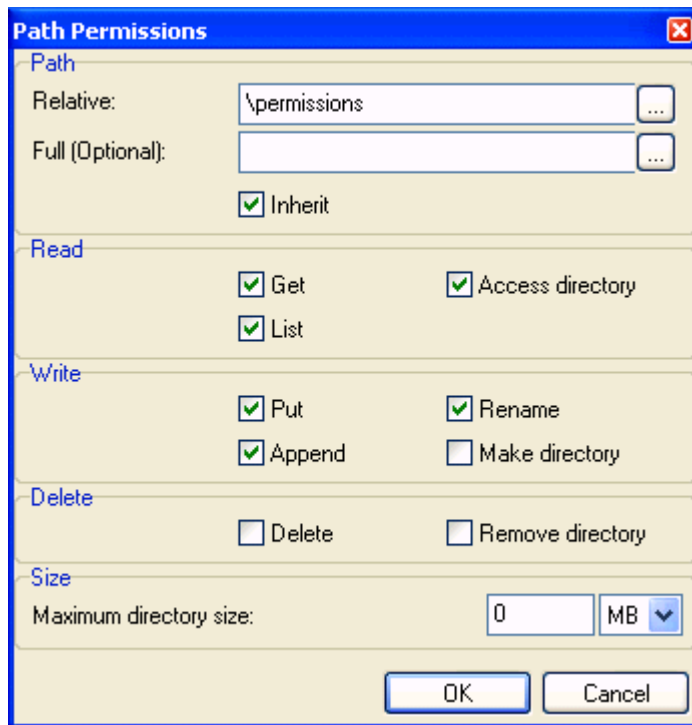 Path Permissions
Path
Relative: \permissions ...
Full (Optional): ...
Inherit
Read
Get Access directory
List
Write
Put Rename
Append Make directory
Delete
Delete Remove directory
Size
Maximum directory size: 0 MB
OK Cancel